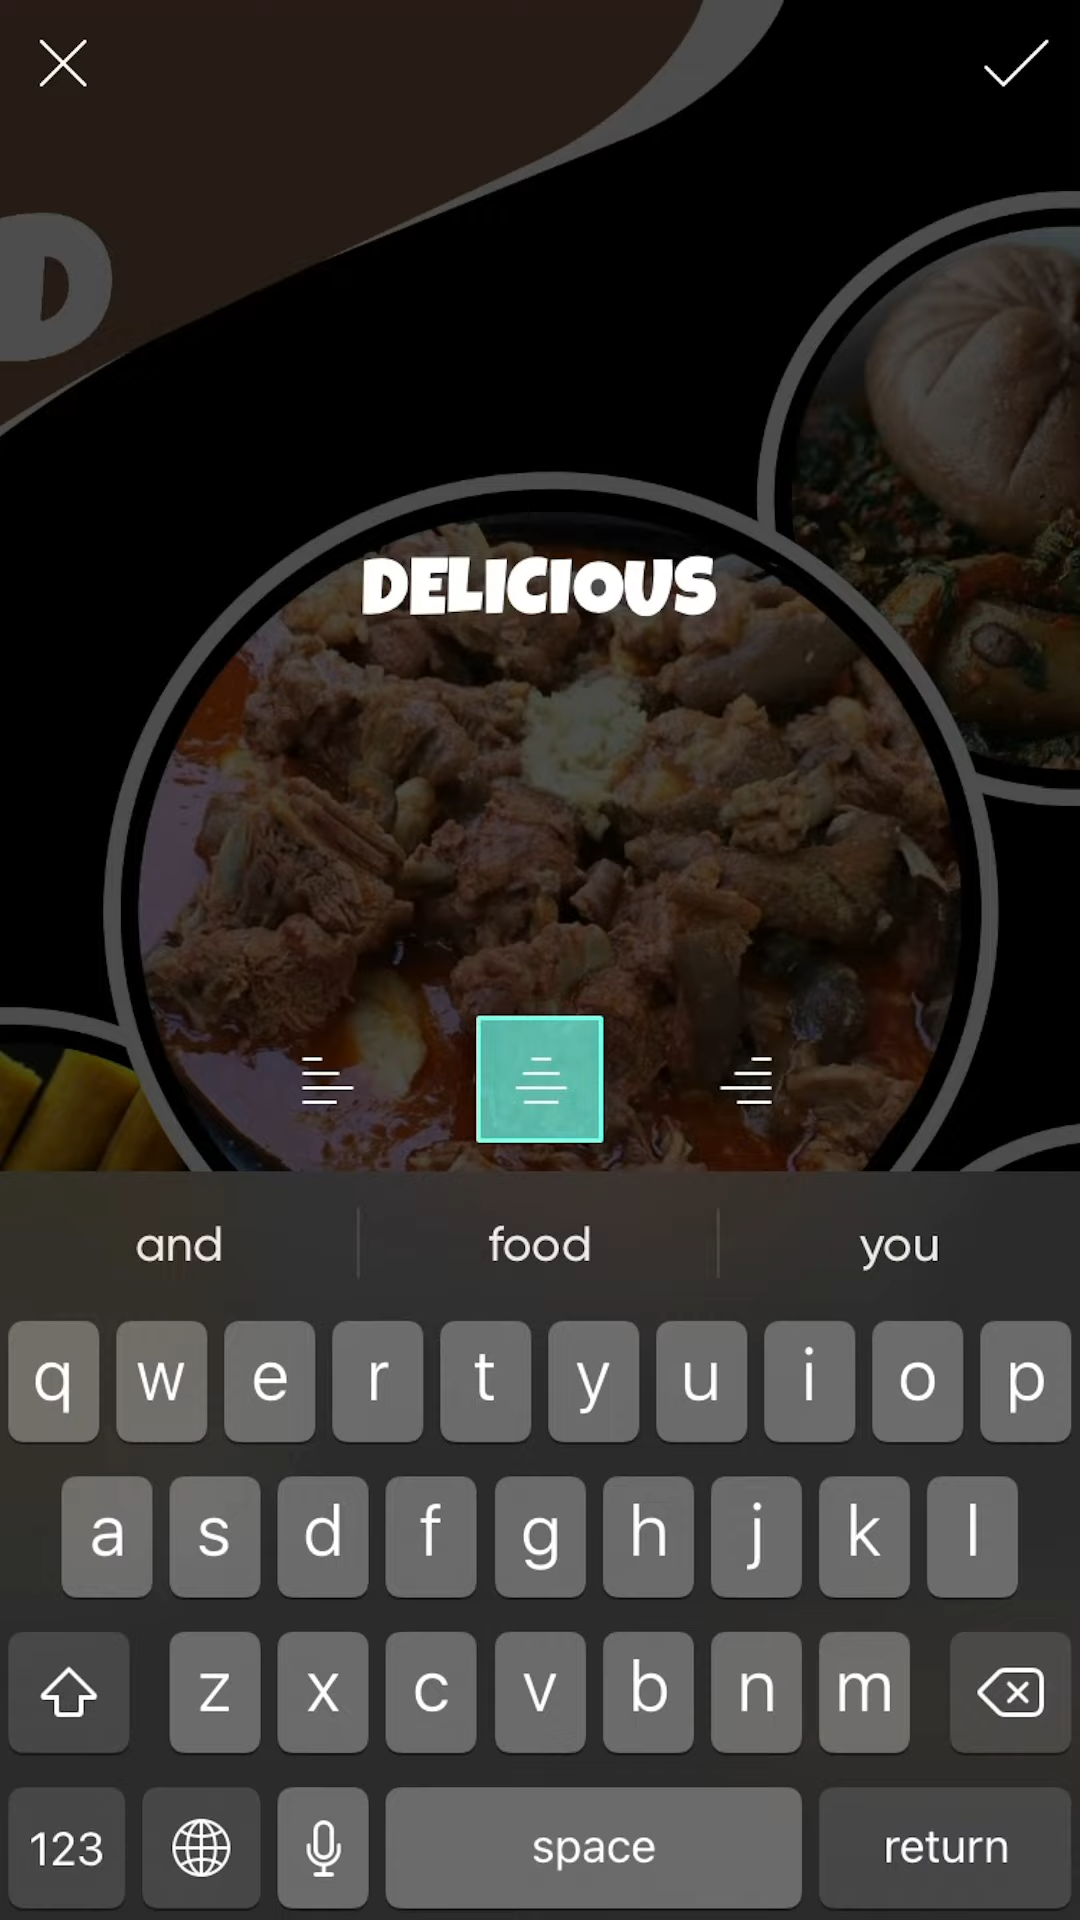 D
DELICIOUS
and food you
q w e r t y u i o p
a s d f g h j k l
z x c v b n m
123 space return